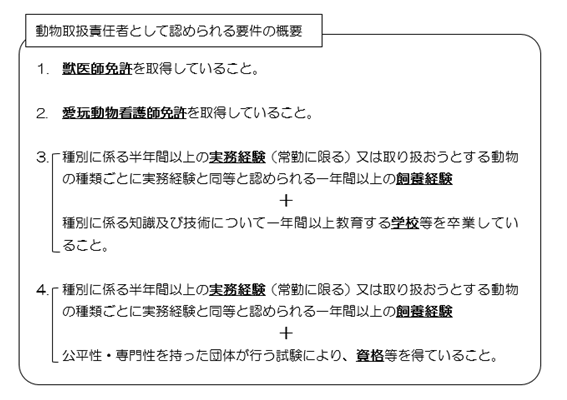 動物取扱責任者として認められる要件の概要
1. 獣医師免許を取得していること。
2. 愛玩動物看護師免許を取得していること。
3. 種別に係る半年間以上の実務経験（常勤に限る）又は取り扱おうとする動物
の種類ごとに実務経験と同等と認められる一年間以上の飼養経験
＋
種別に係る知識及び技術について一年間以上教育する学校等を卒業してい
ること。
4. 種別に係る半年間以上の実務経験（常勤に限る）又は取り扱おうとする動物
の種類ごとに実務経験と同等と認められる一年間以上の飼養経験
＋
公平性・専門性を持った団体が行う試験により、資格等を得ていること。